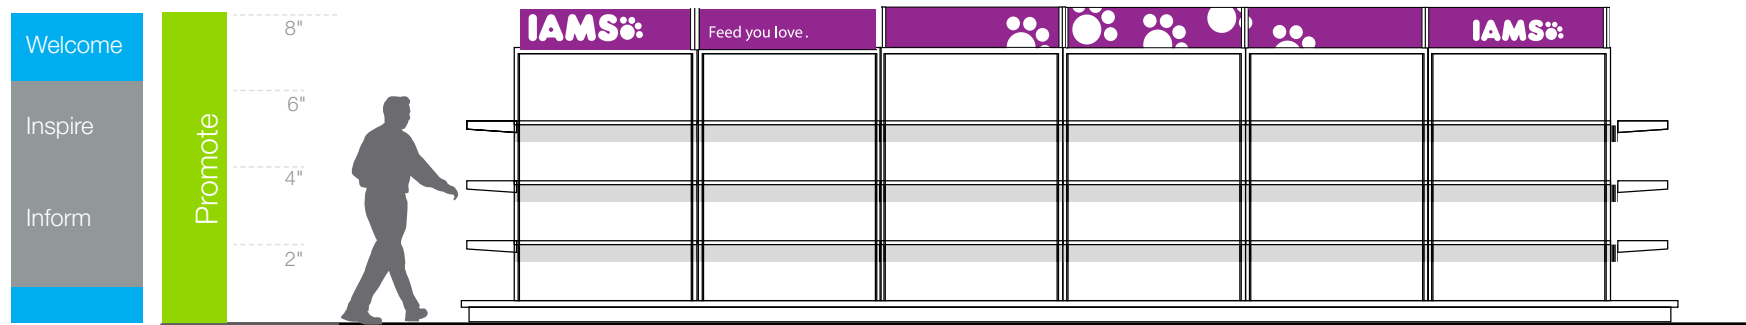 Welcome
Inspire
Inform
Promote
8"
6"
4"
2"
IAMS
Feed you love.
IAMS